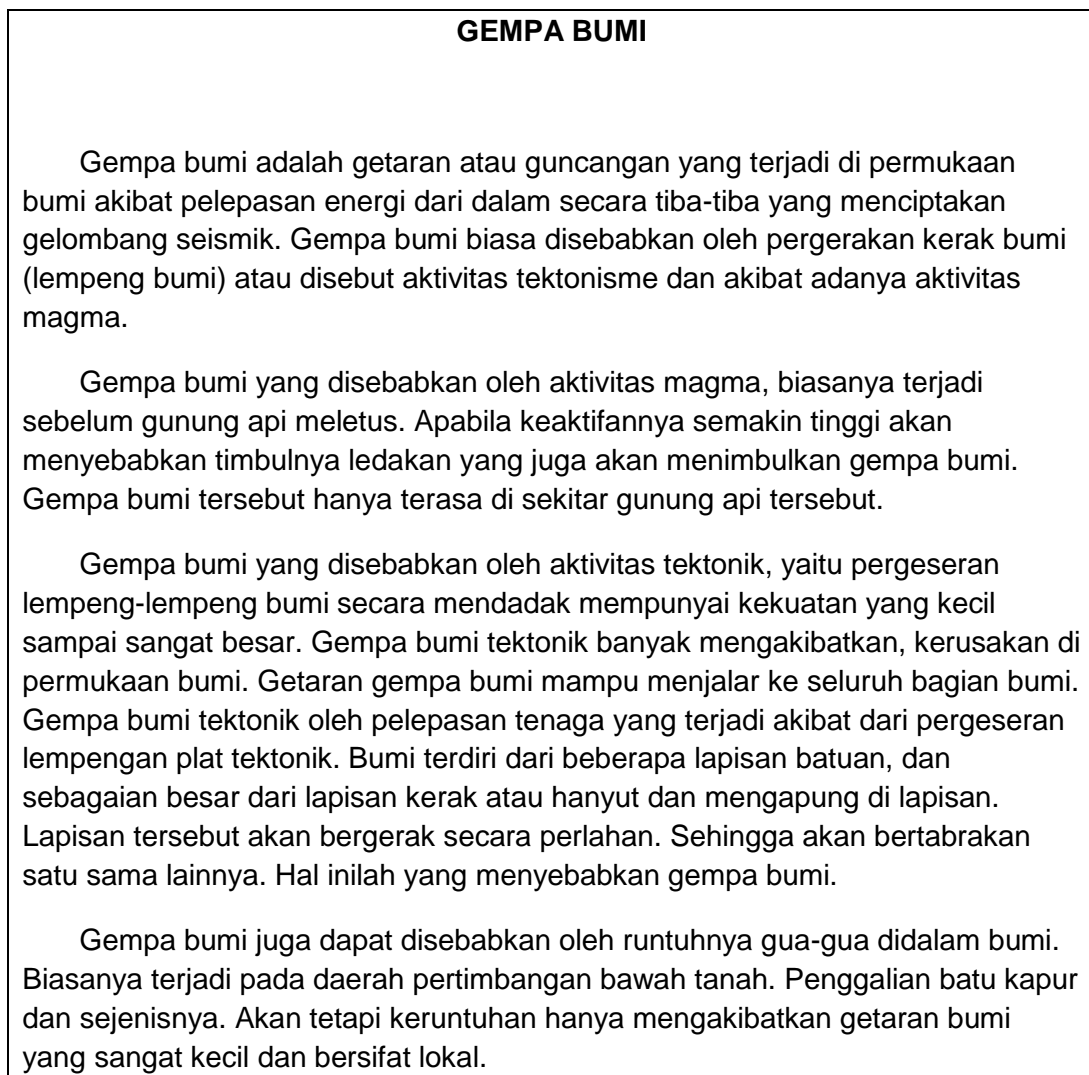 GEMPA BUMI
Gempa bumi adalah getaran atau guncangan yang terjadi di permukaan
bumi akibat pelepasan energi dari dalam secara tiba-tiba yang menciptakan
gelombang seismik. Gempa bumi biasa disebabkan oleh pergerakan kerak bumi
(lempeng bumi) atau disebut aktivitas tektonisme dan akibat adanya aktivitas
magma.
Gempa bumi yang disebabkan oleh aktivitas magma, biasanya terjadi
sebelum gunung api meletus. Apabila keaktifannya semakin tinggi akan
menyebabkan timbulnya ledakan yang juga akan menimbulkan gempa bumi.
Gempa bumi tersebut hanya terasa di sekitar gunung api tersebut.
Gempa bumi yang disebabkan oleh aktivitas tektonik, yaitu pergeseran
lempeng-lempeng bumi secara mendadak mempunyai kekuatan yang kecil
sampai sangat besar. Gempa bumi tektonik banyak mengakibatkan, kerusakan di
permukaan bumi. Getaran gempa bumi mampu menjalar ke seluruh bagian bumi.
Gempa bumi tektonik oleh pelepasan tenaga yang terjadi akibat dari pergeseran
lempengan plat tektonik. Bumi terdiri dari beberapa lapisan batuan, dan
sebagaian besar dari lapisan kerak atau hanyut dan mengapung di lapisan.
Lapisan tersebut akan bergerak secara perlahan. Sehingga akan bertabrakan
satu sama lainnya. Hal inilah yang menyebabkan gempa bumi.
Gempa bumi juga dapat disebabkan oleh runtuhnya gua-gua didalam bumi.
Biasanya terjadi pada daerah pertimbangan bawah tanah. Penggalian batu kapur
dan sejenisnya. Akan tetapi keruntuhan hanya mengakibatkan getaran bumi
yang sangat kecil dan bersifat lokal.